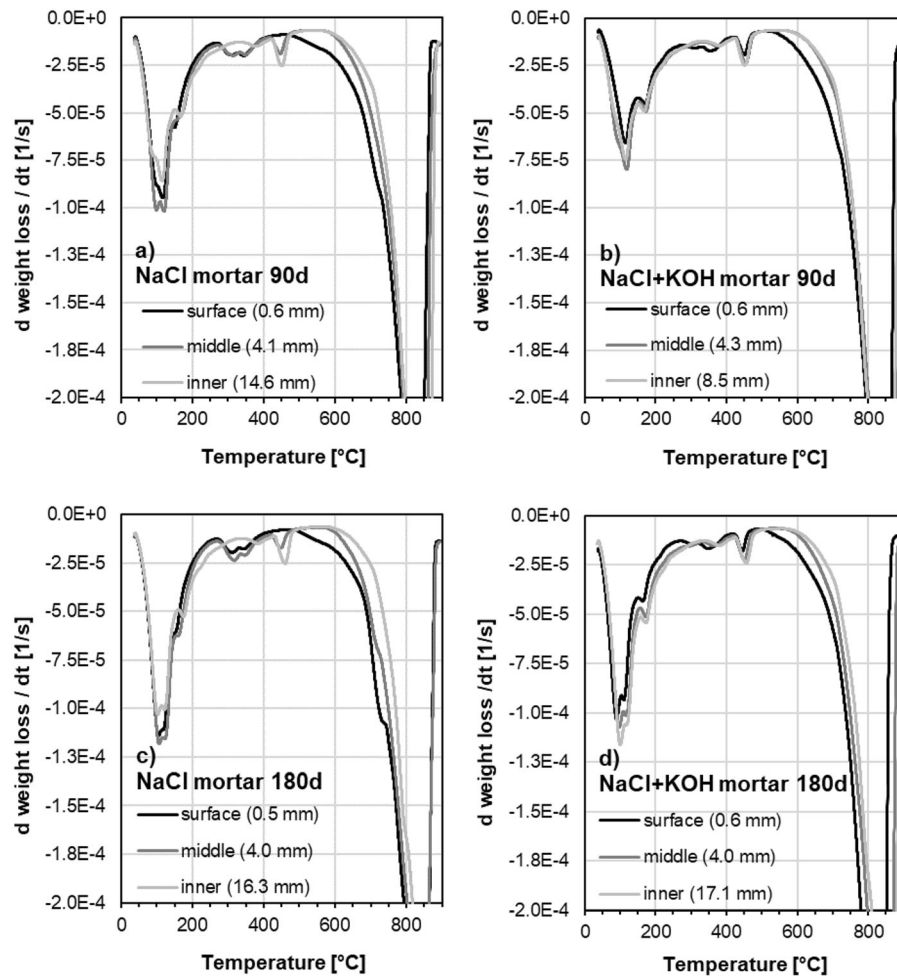 0.0E+0
-2.5E-5
-5.0E-5
-7.5E-5
-1.0E-4
-1.3E-4
-1.5E-4
-1.8E-4
-2.0E-4
d weight loss / dt [1/s]
a)
NaCl mortar 90d
surface (0.6 mm)
middle (4.1 mm)
inner (14.6 mm)
0 200 400 600 800
Temperature [°C]
0.0E+0
-2.5E-5
-5.0E-5
-7.5E-5
-1.0E-4
-1.3E-4
-1.5E-4
-1.8E-4
-2.0E-4
d weight loss / dt [1/s]
b)
NaCl+KOH mortar 90d
surface (0.6 mm)
middle (4.3 mm)
inner (8.5 mm)
0 200 400 600 800
Temperature [°C]
0.0E+0
-2.5E-5
-5.0E-5
-7.5E-5
-1.0E-4
-1.3E-4
-1.5E-4
-1.8E-4
-2.0E-4
d weight loss / dt [1/s]
c)
NaCl mortar 180d
surface (0.5 mm)
middle (4.0 mm)
inner (16.3 mm)
0 200 400 600 800
Temperature [°C]
0.0E+0
-2.5E-5
-5.0E-5
-7.5E-5
-1.0E-4
-1.3E-4
-1.5E-4
-1.8E-4
-2.0E-4
d weight loss /dt [1/s]
d)
NaCl+KOH mortar 180d
surface (0.6 mm)
middle (4.0 mm)
inner (17.1 mm)
0 200 400 600 800
Temperature [°C]